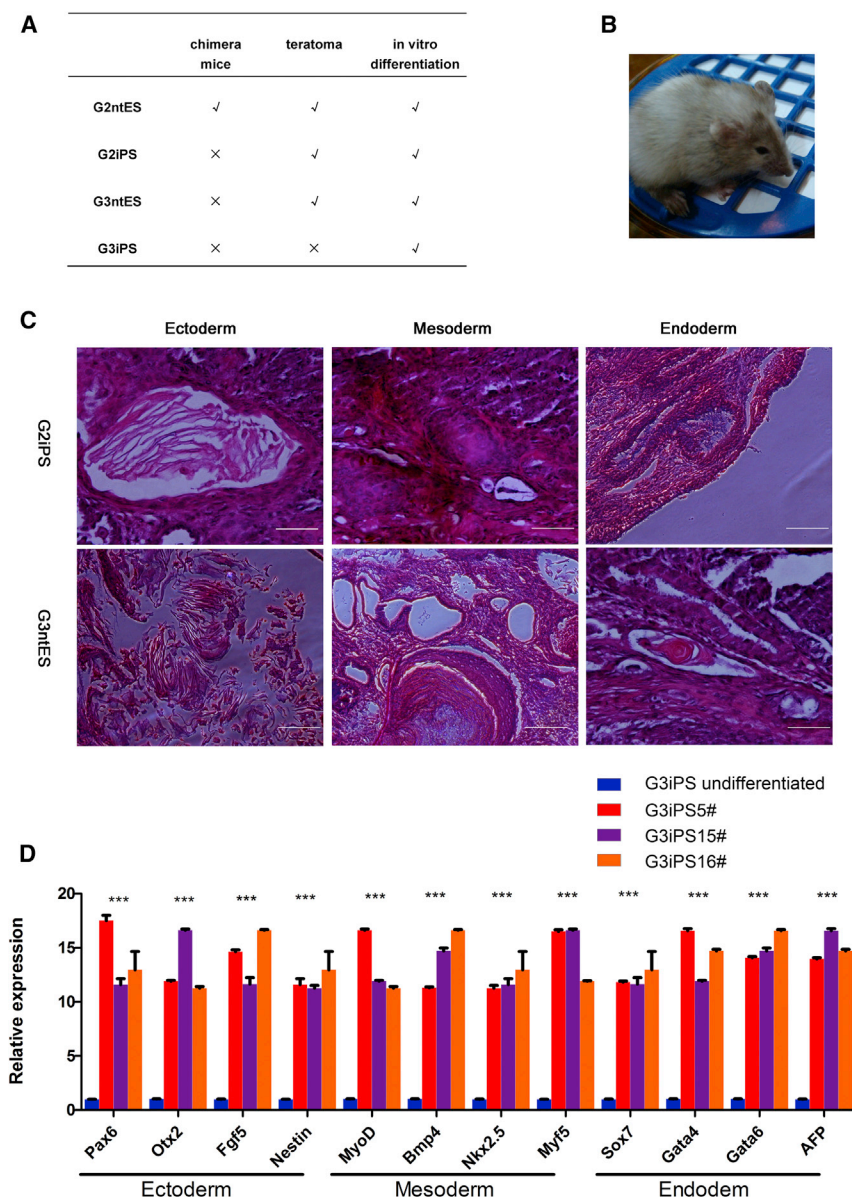 A
chimera mice teratoma in vitro differentiation
G2ntES √ √ √
G2iPS × √ √
G3ntES × √ √
G3iPS × × √
B
C
Ectoderm Mesoderm Endoderm
G2iPS
G3ntES
G3iPS undifferentiated
G3iPS5#
G3iPS15#
G3iPS16#
D
Relative expression
20
15
10
5
0
*** *** *** *** *** *** *** *** *** *** *** ***
Pax6 Otx2 Fgf5 Nestin MyoD Bmp4 Nkx2.5 Myf5 Sox7 Gata4 Gata6 AFP
Ectoderm Mesoderm Endodem